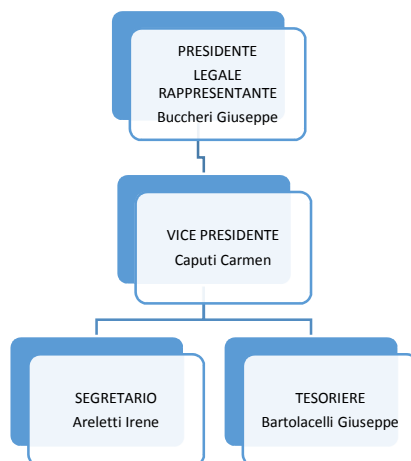 PRESIDENTE
LEGALE
RAPPRESENTANTE
Buccheri Giuseppe
VICE PRESIDENTE
Caputi Carmen
SEGRETARIO
Areletti Irene
TESORIERE
Bartolacelli Giuseppe